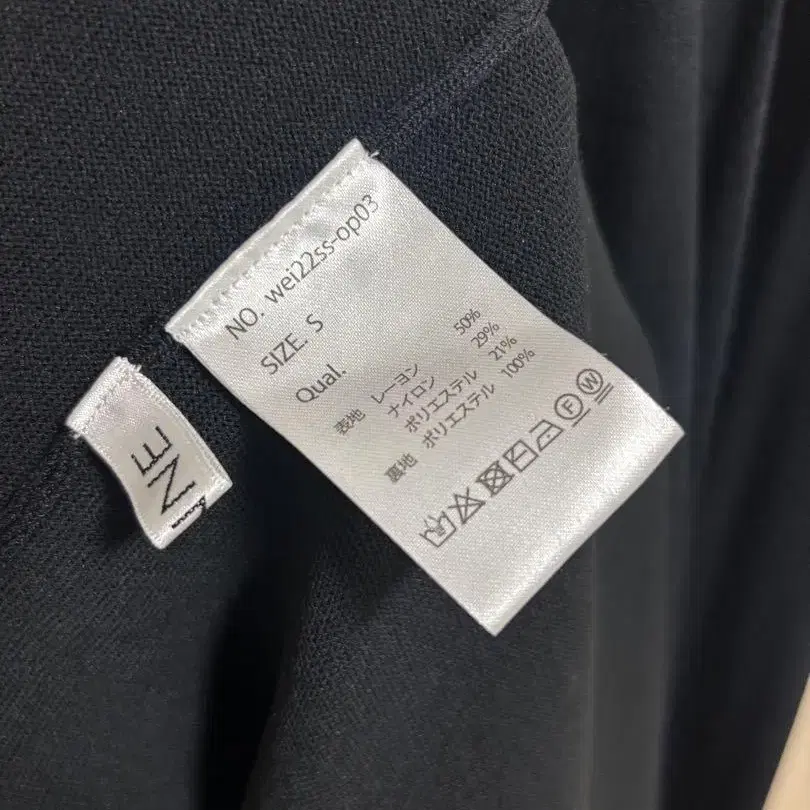 NO. wei22ss-op03
SIZE. S
Qual.
表地 レーヨン 50%
ナイロン 29%
ポリエステル 21%
裏地 ポリエステル 100%
F W
NE